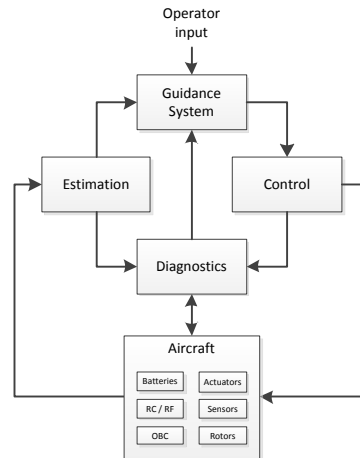 Operator
input
Guidance
System
Estimation
Control
Diagnostics
Aircraft
Batteries
Actuators
RC / RF
Sensors
OBC
Rotors